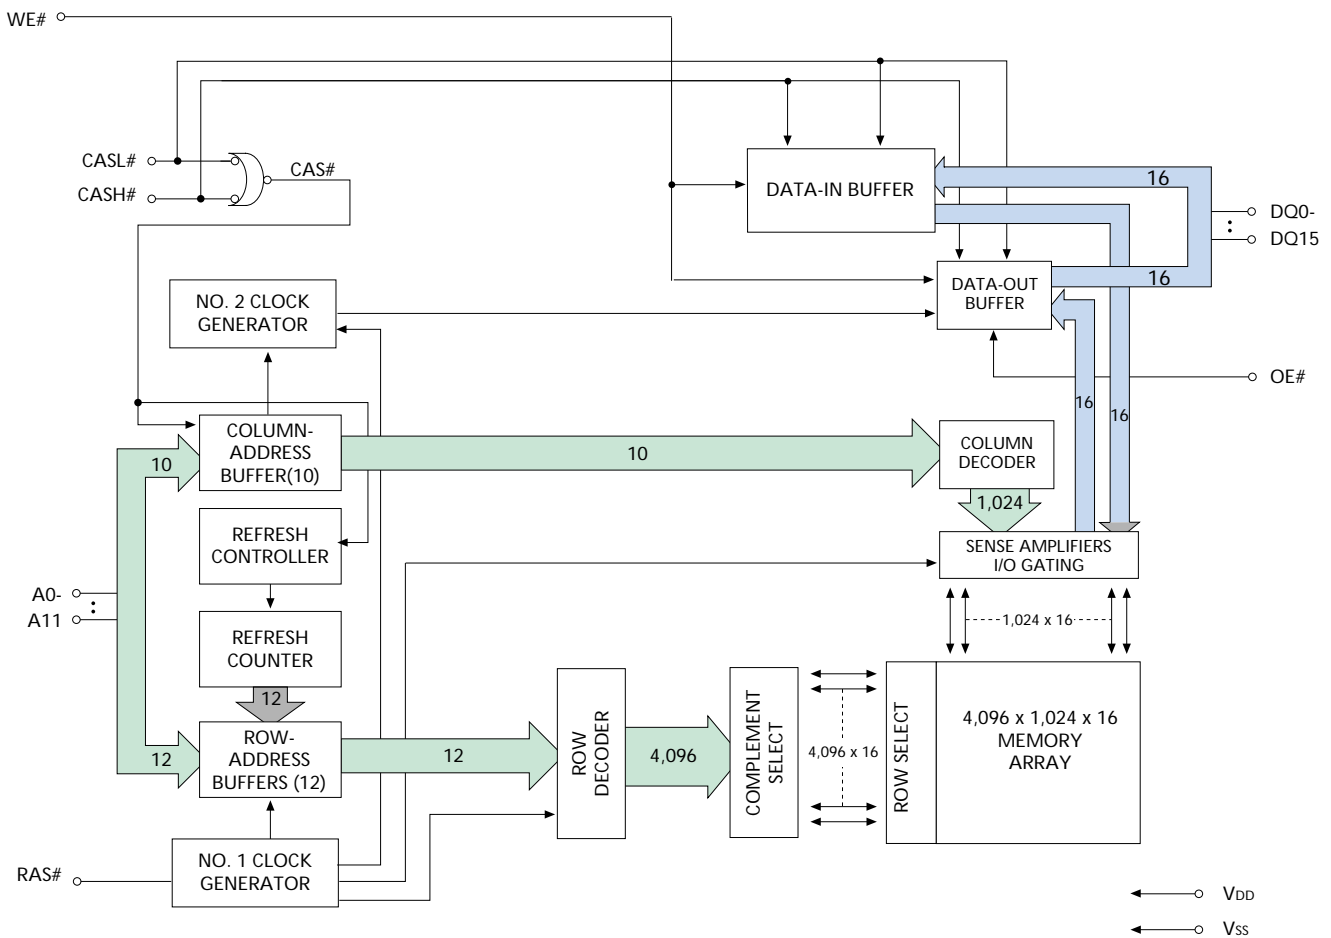 WE#
CASL#
CASH#
CAS#
DATA-IN BUFFER
16
DQ0-
DQ15
DATA-OUT
BUFFER
16
NO. 2 CLOCK
GENERATOR
OE#
16
16
COLUMN-
ADDRESS
BUFFER(10)
10
10
COLUMN
DECODER
1,024
REFRESH
CONTROLLER
SENSE AMPLIFIERS
I/O GATING
A0-
A11
REFRESH
COUNTER
1,024 x 16
12
ROW-
ADDRESS
BUFFERS (12)
12
12
ROW
DECODER
4,096
COMPLEMENT
SELECT
4,096 x 16
ROW SELECT
4,096 x 1,024 x 16
MEMORY
ARRAY
RAS#
NO. 1 CLOCK
GENERATOR
VDD
VSS